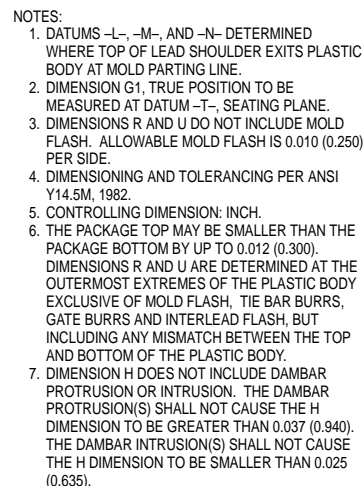 NOTES:
1. DATUMS –L–, –M–, AND –N– DETERMINED
WHERE TOP OF LEAD SHOULDER EXITS PLASTIC
BODY AT MOLD PARTING LINE.
2. DIMENSION G1, TRUE POSITION TO BE
MEASURED AT DATUM –T–, SEATING PLANE.
3. DIMENSIONS R AND U DO NOT INCLUDE MOLD
FLASH. ALLOWABLE MOLD FLASH IS 0.010 (0.250)
PER SIDE.
4. DIMENSIONING AND TOLERANCING PER ANSI
Y14.5M, 1982.
5. CONTROLLING DIMENSION: INCH.
6. THE PACKAGE TOP MAY BE SMALLER THAN THE
PACKAGE BOTTOM BY UP TO 0.012 (0.300).
DIMENSIONS R AND U ARE DETERMINED AT THE
OUTERMOST EXTREMES OF THE PLASTIC BODY
EXCLUSIVE OF MOLD FLASH, TIE BAR BURRS,
GATE BURRS AND INTERLEAD FLASH, BUT
INCLUDING ANY MISMATCH BETWEEN THE TOP
AND BOTTOM OF THE PLASTIC BODY.
7. DIMENSION H DOES NOT INCLUDE DAMBAR
PROTRUSION OR INTRUSION. THE DAMBAR
PROTRUSION(S) SHALL NOT CAUSE THE H
DIMENSION TO BE GREATER THAN 0.037 (0.940).
THE DAMBAR INTRUSION(S) SHALL NOT CAUSE
THE H DIMENSION TO BE SMALLER THAN 0.025
(0.635).